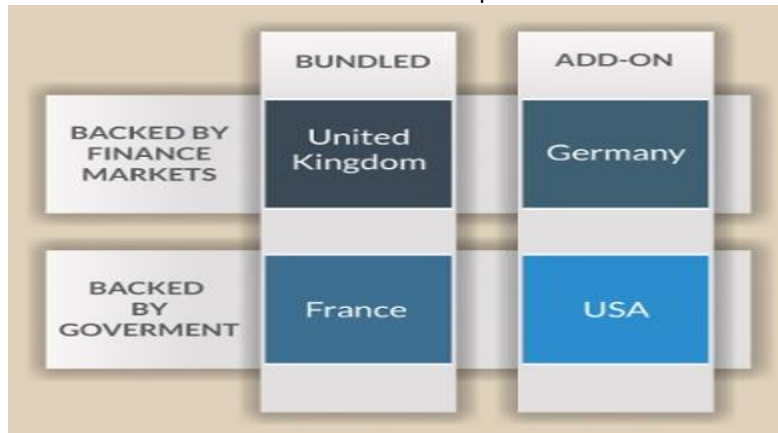 BUNDLED
ADD-ON
BACKED BY
FINANCE
MARKETS
United
Kingdom
Germany
BACKED
BY
GOVERMENT
France
USA